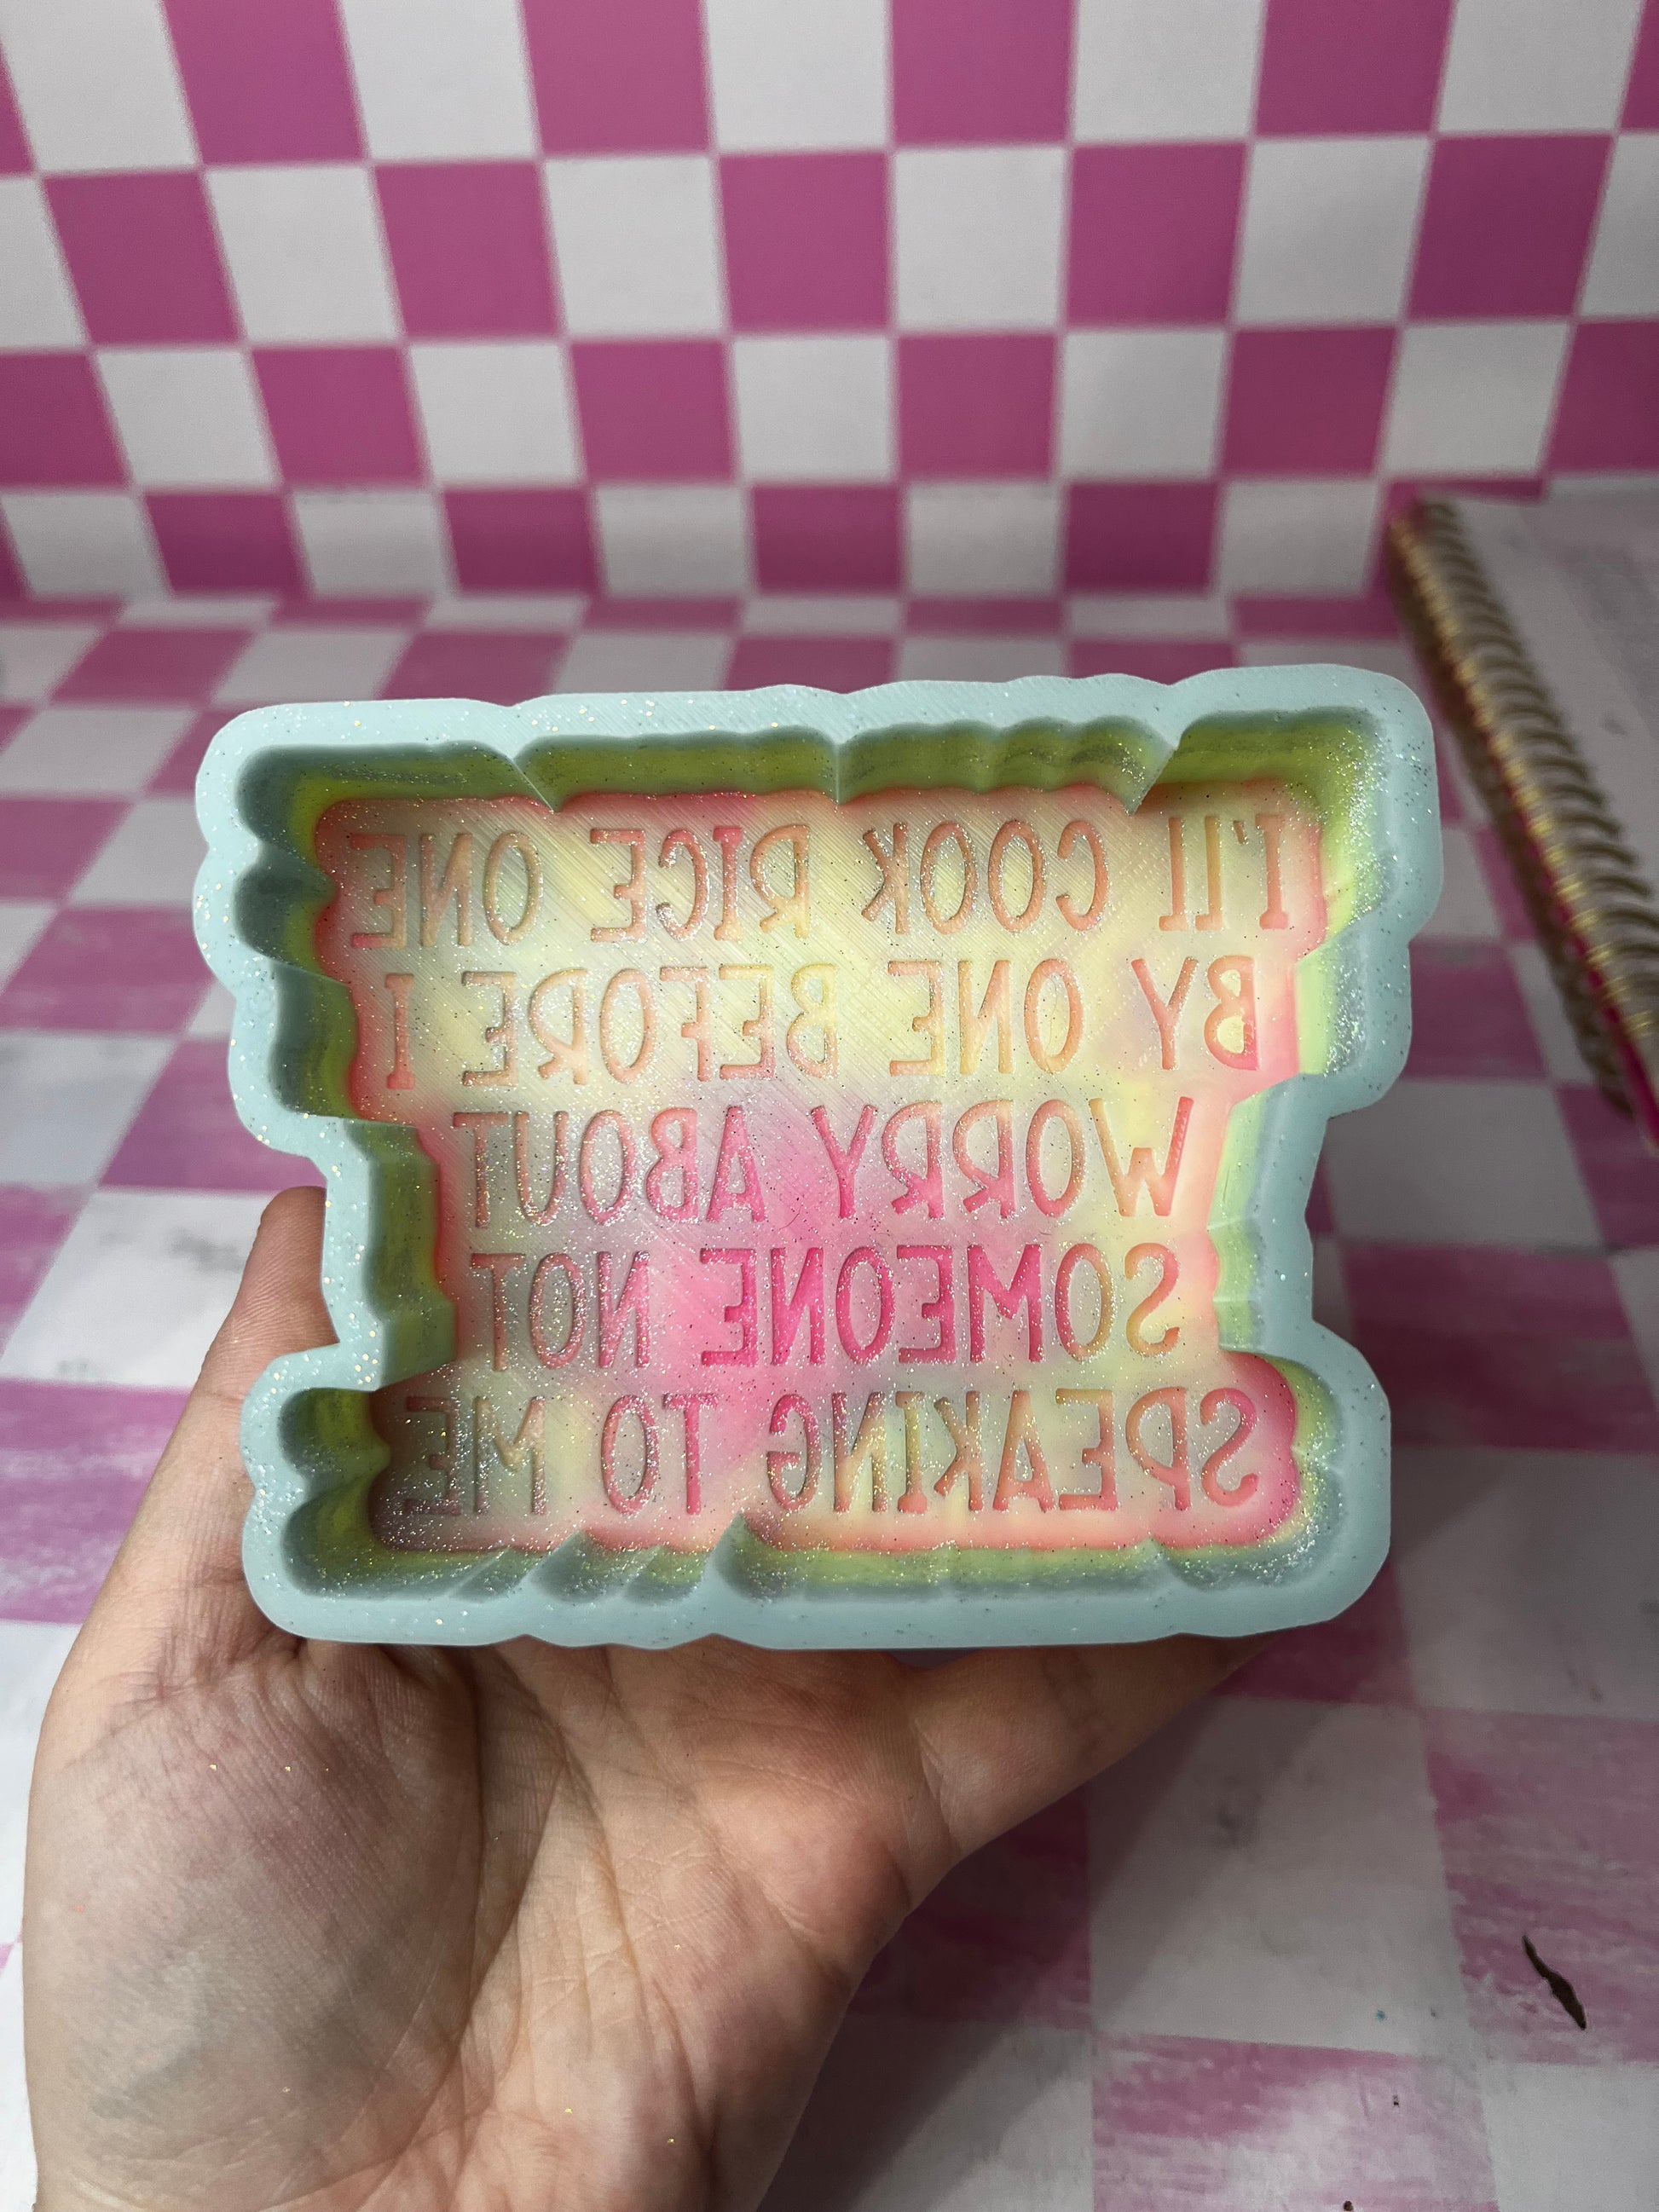 I'LL COOK RICE ONE
BY ONE BEFORE I
WORRY ABOUT
SOMEONE NOT
SPEAKING TO ME